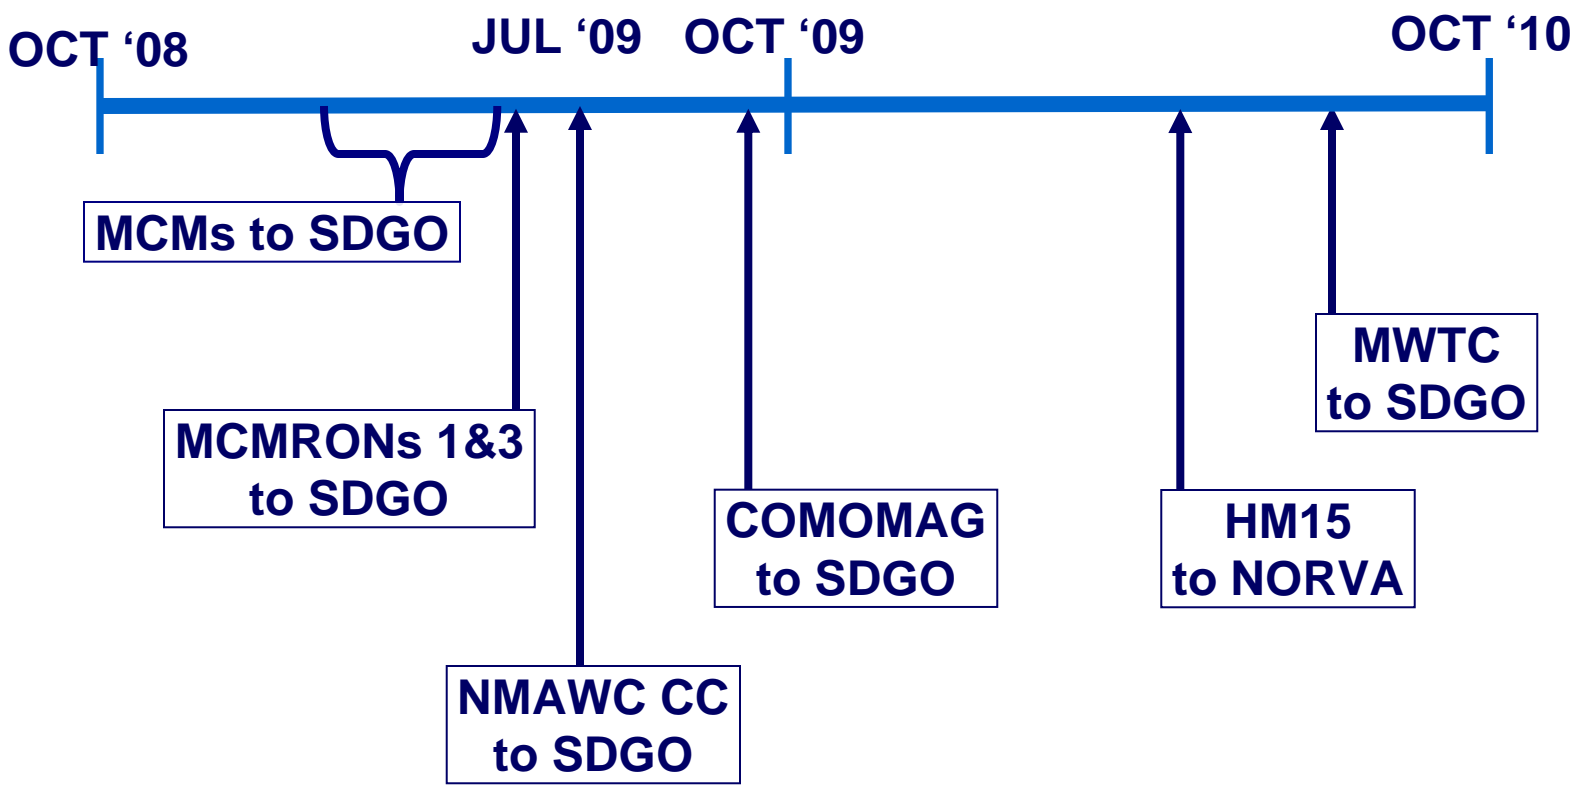 OCT ‘08
JUL ‘09
OCT ‘09
OCT ‘10
MCMs to SDGO
MCMRONs 1&3
to SDGO
NMAWC CC
to SDGO
COMOMAG
to SDGO
HM15
to NORVA
MWTC
to SDGO